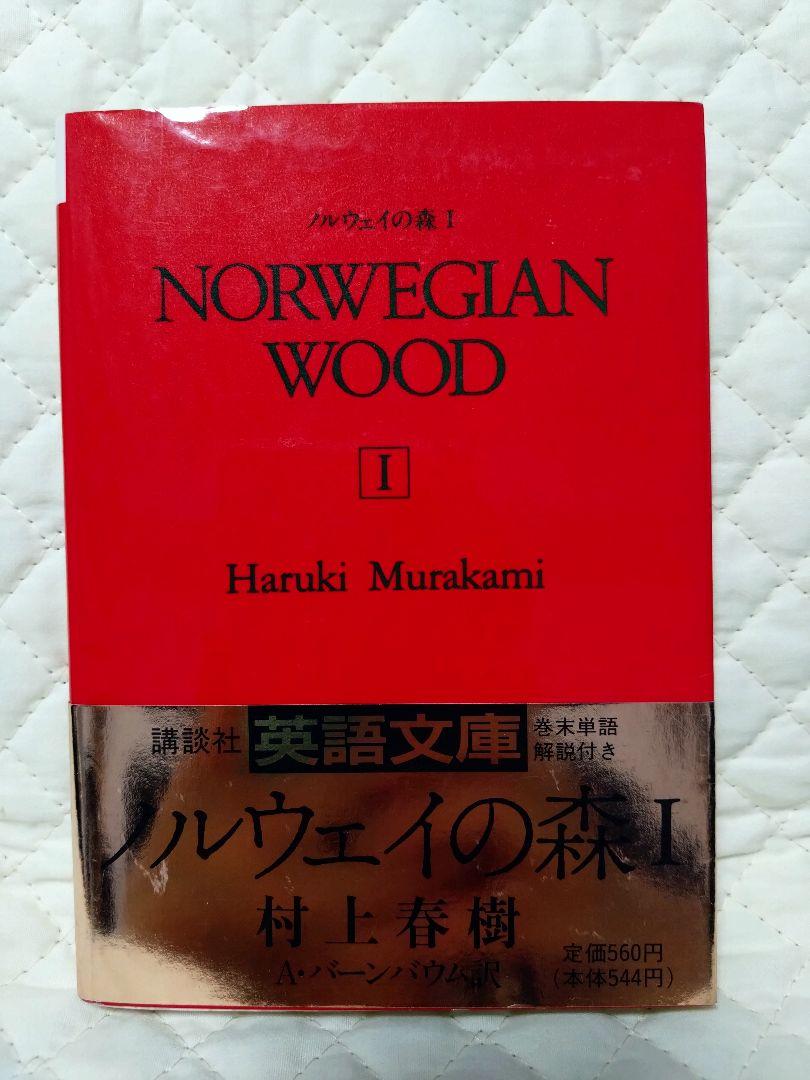 ノルウェイの森 I
NORWEGIAN
WOOD
I
Haruki Murakami
講談社 英語文庫 巻末単語
解説付き
ノルウェイの森 I
村上春樹
A・バーンバウム訳
定価560円
(本体544円)